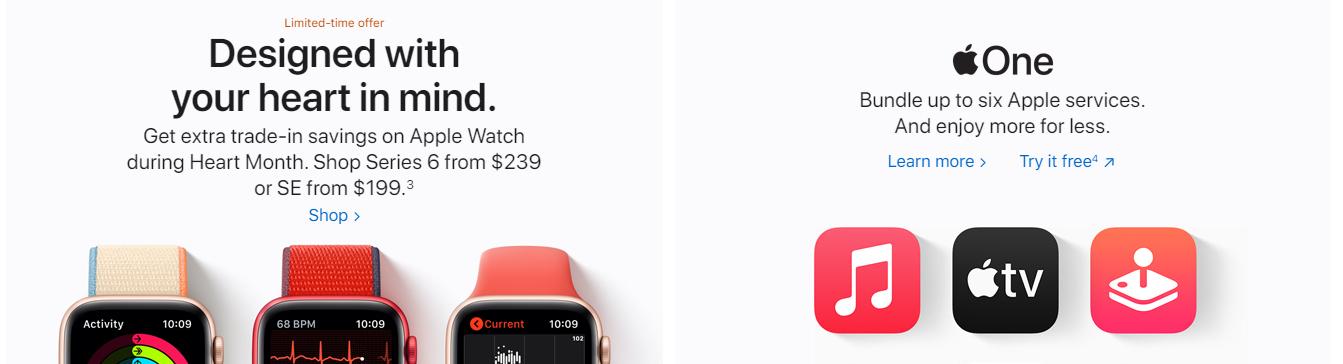 Limited-time offer
Designed with
your heart in mind.
Get extra trade-in savings on Apple Watch
during Heart Month. Shop Series 6 from $239
or SE from $199.³
Shop >
Activity 10:09
68 BPM 10:09
Current 10:09
102
One
Bundle up to six Apple services.
And enjoy more for less.
Learn more > Try it free⁴ ↗
tv